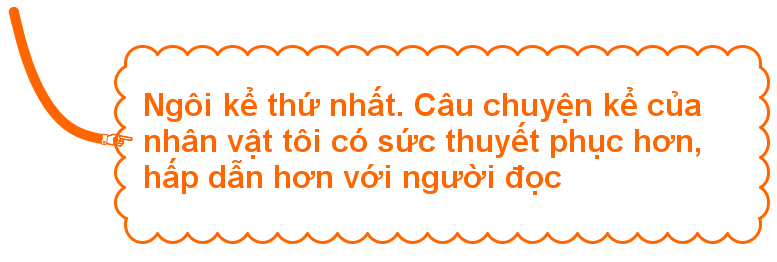 Ngôi kể thứ nhất. Câu chuyện kể của
nhân vật tôi có sức thuyết phục hơn,
hấp dẫn hơn với người đọc